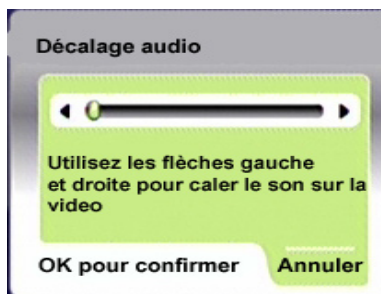 Décalage audio
Utilisez les flèches gauche
et droite pour caler le son sur la
video
OK pour confirmer
Annuler